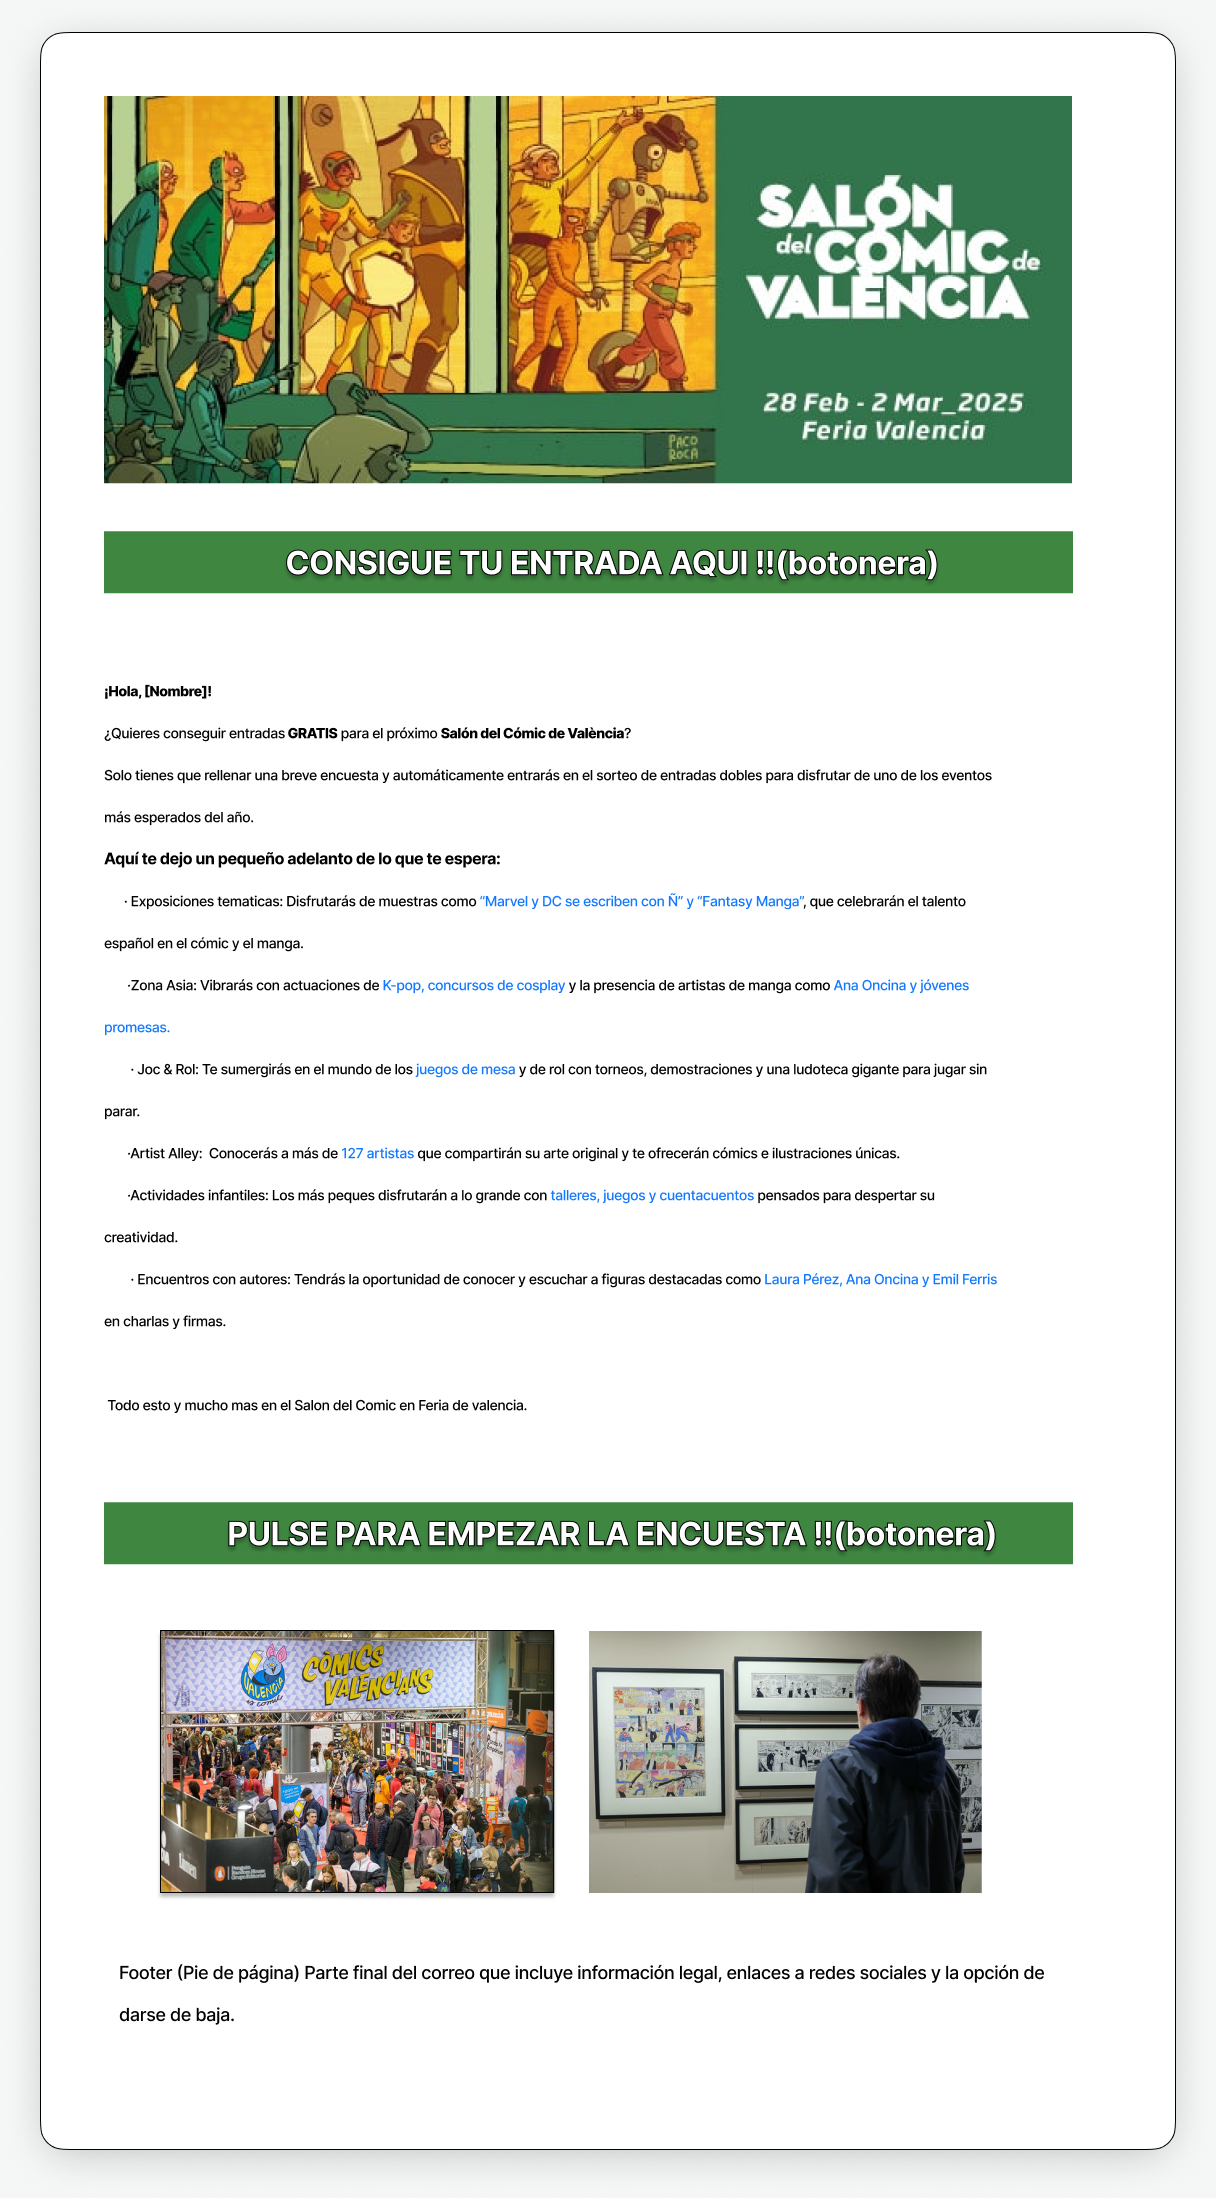 SALÓN
del CÓMIC de
VALÈNCIA
28 Feb - 2 Mar_2025
Feria Valencia
PACO
ROCA
CONSIGUE TU ENTRADA AQUI !!(botonera)
¡Hola, [Nombre]!
¿Quieres conseguir entradas GRATIS para el próximo Salón del Cómic de València?
Solo tienes que rellenar una breve encuesta y automáticamente entrarás en el sorteo de entradas dobles para disfrutar de uno de los eventos
más esperados del año.
Aquí te dejo un pequeño adelanto de lo que te espera:
· Exposiciones tematicas: Disfrutarás de muestras como “Marvel y DC se escriben con Ñ” y “Fantasy Manga”, que celebrarán el talento
español en el cómic y el manga.
·Zona Asia: Vibrarás con actuaciones de K-pop, concursos de cosplay y la presencia de artistas de manga como Ana Oncina y jóvenes
promesas.
· Joc & Rol: Te sumergirás en el mundo de los juegos de mesa y de rol con torneos, demostraciones y una ludoteca gigante para jugar sin
parar.
·Artist Alley:  Conocerás a más de 127 artistas que compartirán su arte original y te ofrecerán cómics e ilustraciones únicas.
·Actividades infantiles: Los más peques disfrutarán a lo grande con talleres, juegos y cuentacuentos pensados para despertar su
creatividad.
· Encuentros con autores: Tendrás la oportunidad de conocer y escuchar a figuras destacadas como Laura Pérez, Ana Oncina y Emil Ferris
en charlas y firmas.
Todo esto y mucho mas en el Salon del Comic en Feria de valencia.
PULSE PARA EMPEZAR LA ENCUESTA !!(botonera)
CÒMICS
VALENCIANS
VALENCIA
is comic
Footer (Pie de página) Parte final del correo que incluye información legal, enlaces a redes sociales y la opción de
darse de baja.